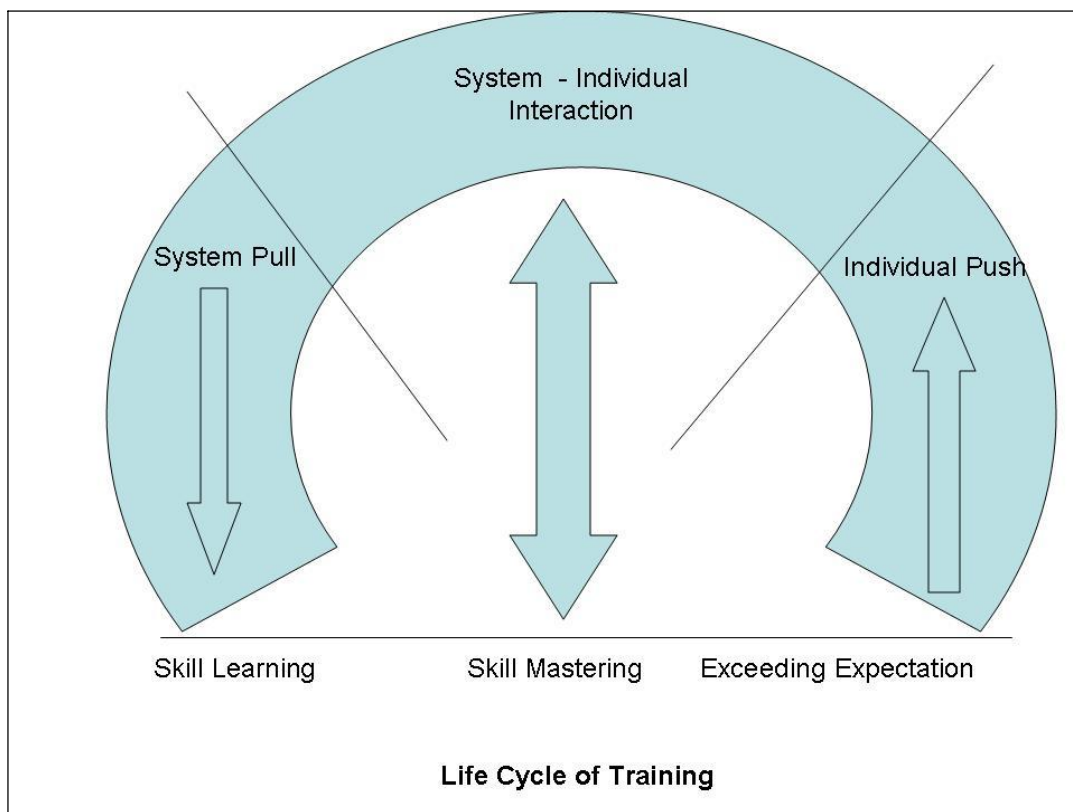 System - Individual
Interaction
System Pull
Individual Push
Skill Learning
Skill Mastering
Exceeding Expectation
Life Cycle of Training